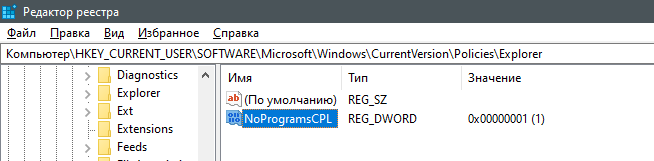 Редактор реестра
Файл Правка Вид Избранное Справка
Компьютер\HKEY_CURRENT_USER\SOFTWARE\Microsoft\Windows\CurrentVersion\Policies\Explorer
Diagnostics
Explorer
Ext
Extensions
Feeds
Имя Тип Значение
(По умолчанию) REG_SZ
NoProgramsCPL REG_DWORD 0x00000001 (1)